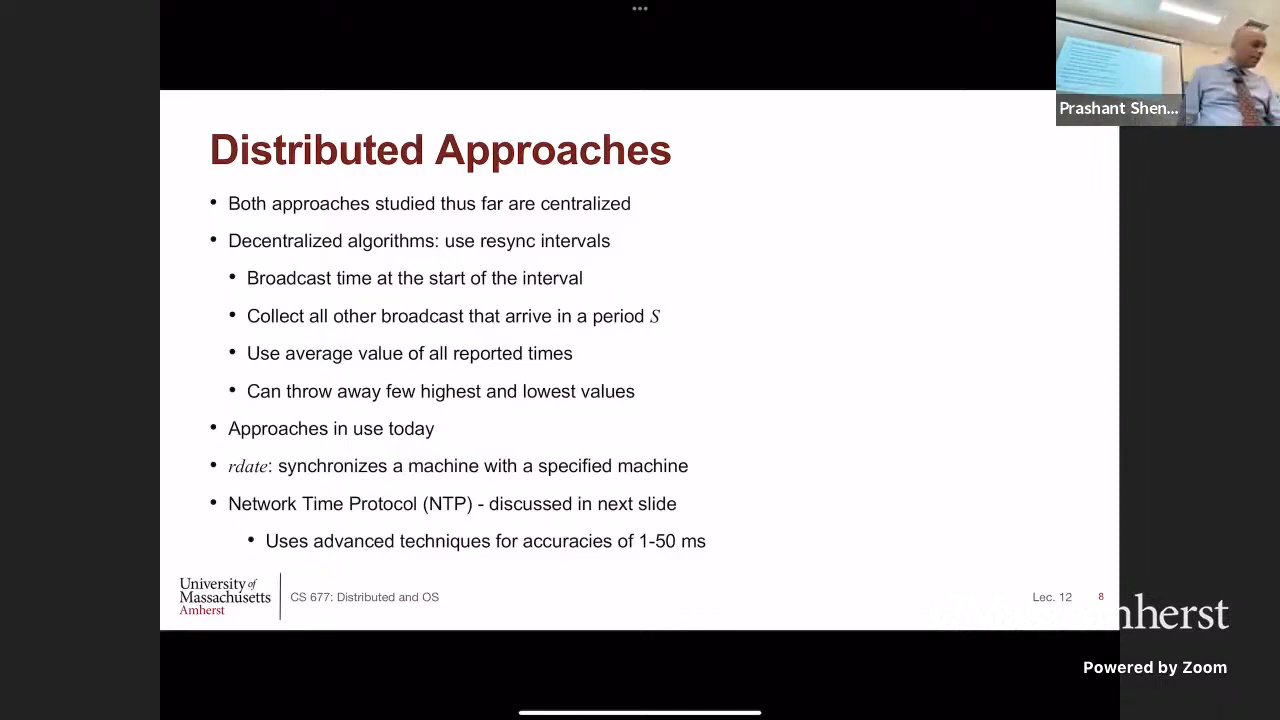 Prashant Shen...
Distributed Approaches
• Both approaches studied thus far are centralized
• Decentralized algorithms: use resync intervals
• Broadcast time at the start of the interval
• Collect all other broadcast that arrive in a period S
• Use average value of all reported times
• Can throw away few highest and lowest values
• Approaches in use today
• rdate: synchronizes a machine with a specified machine
• Network Time Protocol (NTP) - discussed in next slide
• Uses advanced techniques for accuracies of 1-50 ms
University of
Massachusetts
Amherst
CS 677: Distributed and OS
Lec. 12
8
Amherst
Powered by Zoom